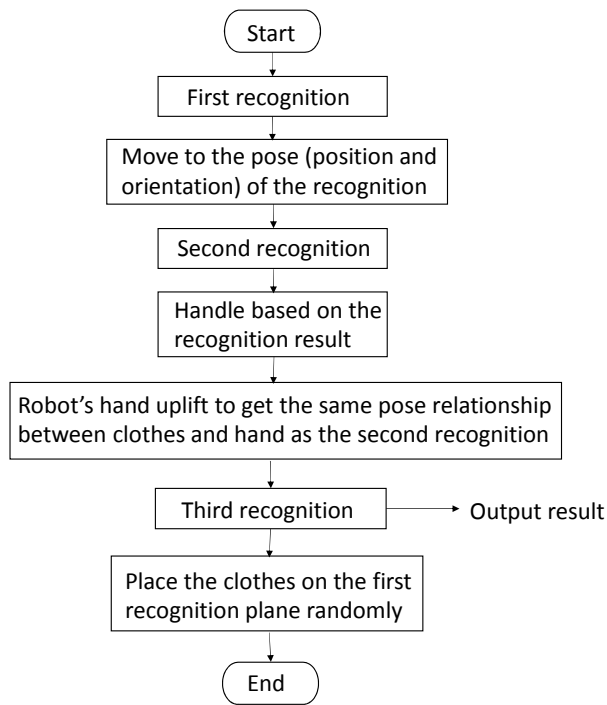 Start
First recognition
Move to the pose (position and
orientation) of the recognition
Second recognition
Handle based on the
recognition result
Robot's hand uplift to get the same pose relationship
between clothes and hand as the second recognition
Third recognition
Output result
Place the clothes on the first
recognition plane randomly
End